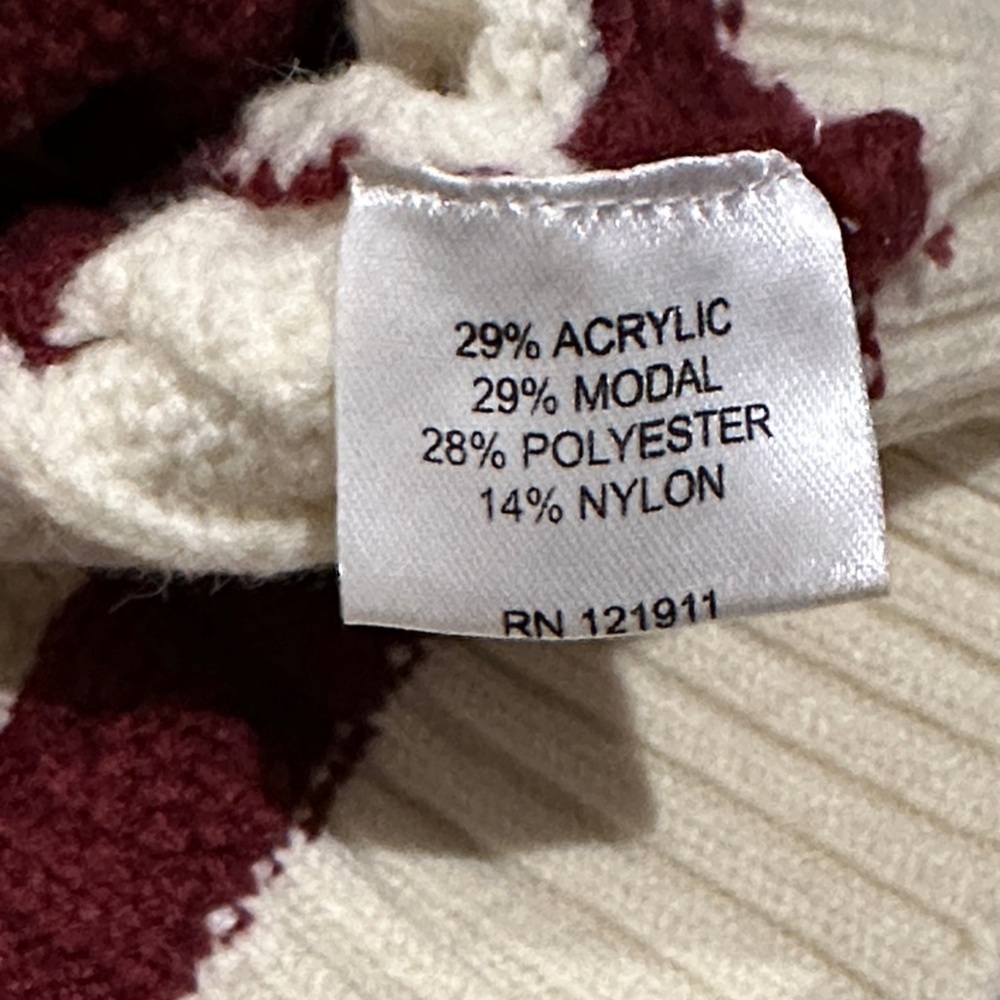 29% ACRYLIC
29% MODAL
28% POLYESTER
14% NYLON
RN 121911